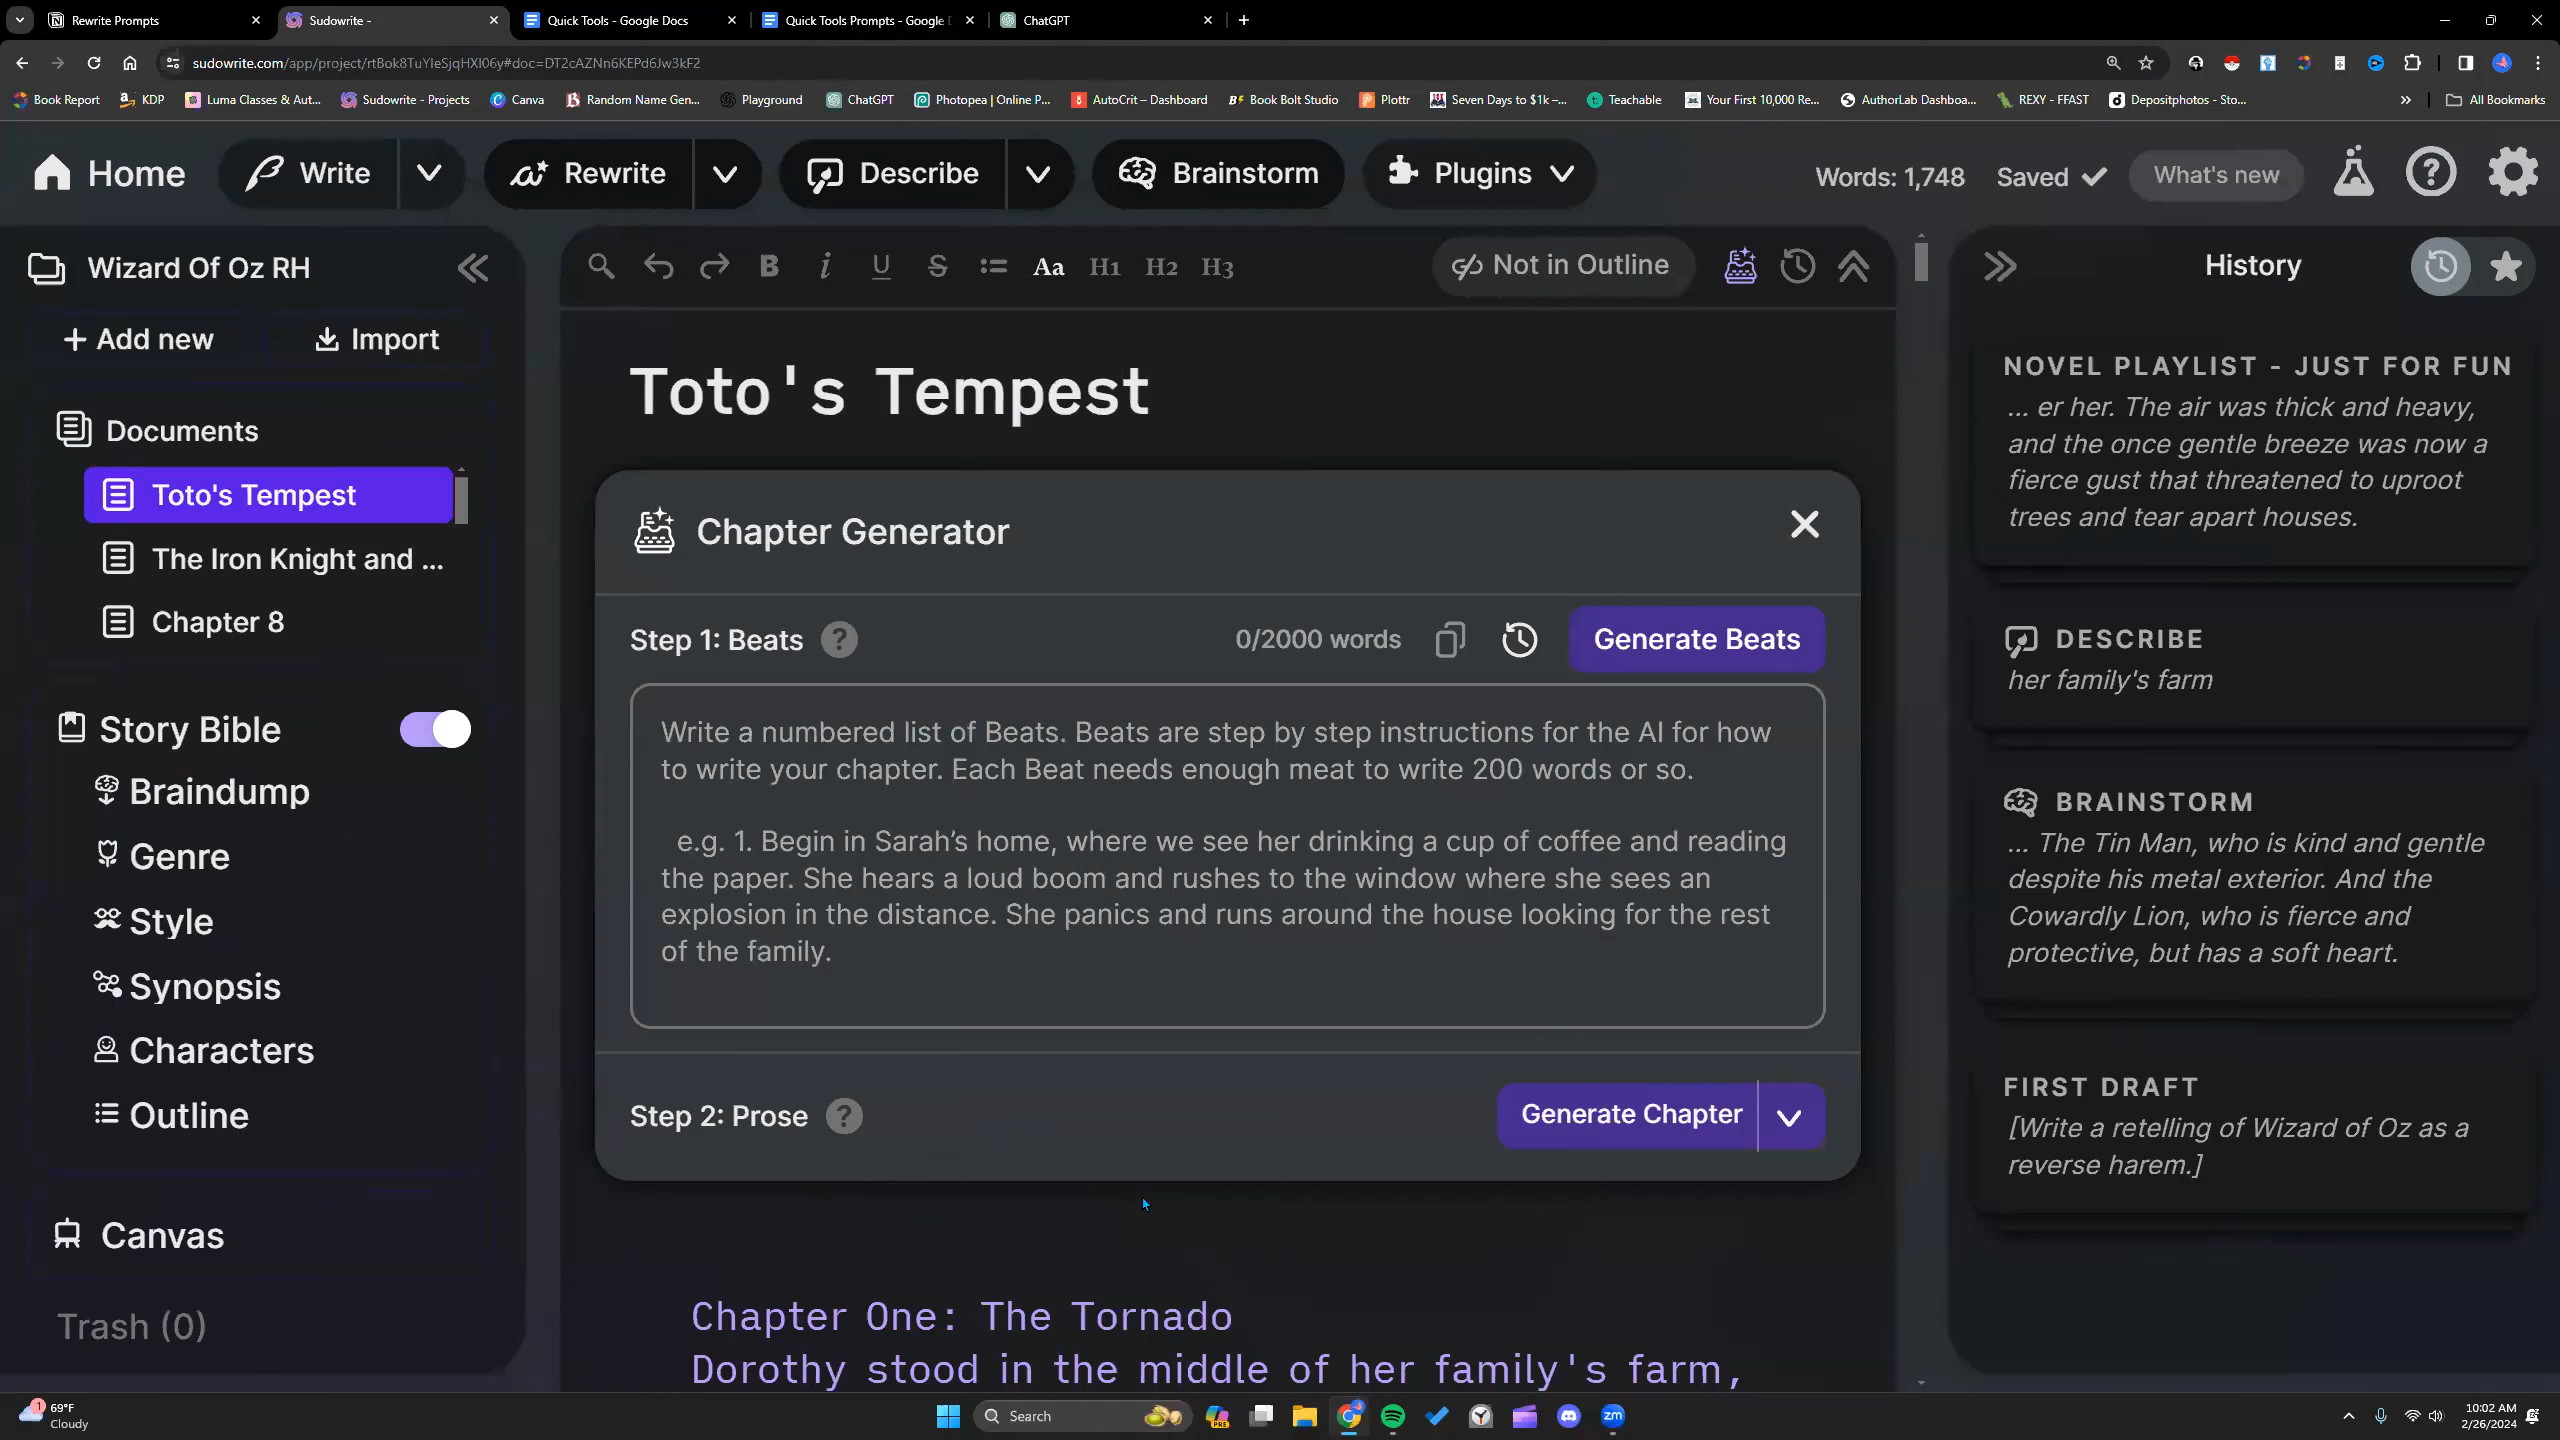 Rewrite Prompts
Sudowrite -
Quick Tools - Google Docs
Quick Tools Prompts - Google
ChatGPT
sudowrite.com/app/project/rtBok8TuYIeSjqHXI06y#doc=DT2cAZNn6KEPd6Jw3kF2
Book Report
KDP
Luma Classes & Aut...
Sudowrite - Projects
Canva
Random Name Gen...
Playground
ChatGPT
Photopea | Online P...
AutoCrit – Dashboard
Book Bolt Studio
Plottr
Seven Days to $1k –...
Teachable
Your First 10,000 Re...
AuthorLab Dashboa...
REXY - FFAST
Depositphotos - Sto...
All Bookmarks
Home
Write
Rewrite
Describe
Brainstorm
Plugins
Words: 1,748
Saved
What's new
Wizard Of Oz RH
B i U S Aa H1 H2 H3
Not in Outline
History
+ Add new
Import
Documents
Toto's Tempest
The Iron Knight and ...
Chapter 8
Story Bible
Braindump
Genre
Style
Synopsis
Characters
Outline
Canvas
Trash (0)
Toto's Tempest
Chapter Generator
Step 1: Beats
0/2000 words
Generate Beats
Write a numbered list of Beats. Beats are step by step instructions for the AI for how
to write your chapter. Each Beat needs enough meat to write 200 words or so.
e.g. 1. Begin in Sarah's home, where we see her drinking a cup of coffee and reading
the paper. She hears a loud boom and rushes to the window where she sees an
explosion in the distance. She panics and runs around the house looking for the rest
of the family.
Step 2: Prose
Generate Chapter
Chapter One: The Tornado
Dorothy stood in the middle of her family's farm,
NOVEL PLAYLIST - JUST FOR FUN
... er her. The air was thick and heavy,
and the once gentle breeze was now a
fierce gust that threatened to uproot
trees and tear apart houses.
DESCRIBE
her family's farm
BRAINSTORM
... The Tin Man, who is kind and gentle
despite his metal exterior. And the
Cowardly Lion, who is fierce and
protective, but has a soft heart.
FIRST DRAFT
[Write a retelling of Wizard of Oz as a
reverse harem.]
1
69°F
Cloudy
Search
PRE
zm
10:02 AM
2/26/2024